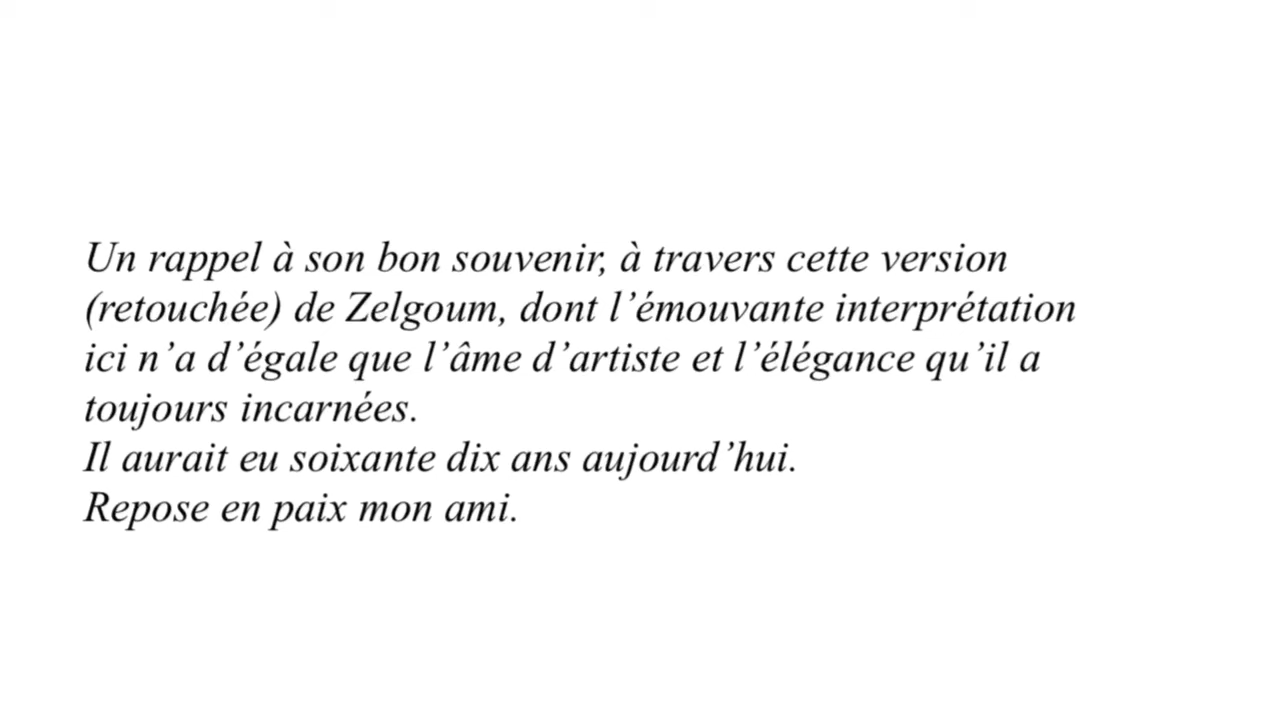 Un rappel à son bon souvenir, à travers cette version
(retouchée) de Zelgoum, dont l’émouvante interprétation
ici n’a d’égale que l’âme d’artiste et l’élégance qu’il a
toujours incarnées.
Il aurait eu soixante dix ans aujourd’hui.
Repose en paix mon ami.